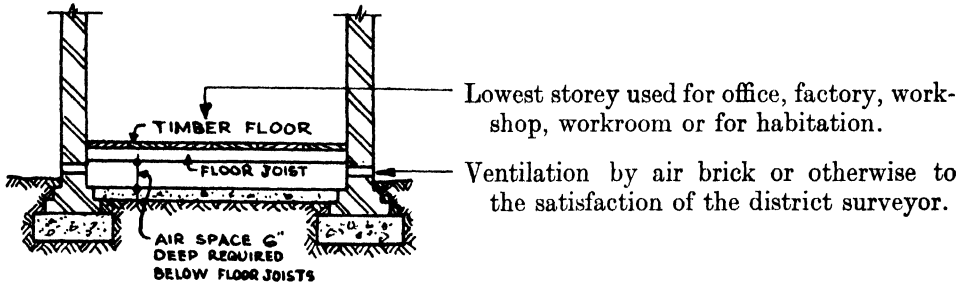 Lowest storey used for office, factory, work-
shop, workroom or for habitation.
TIMBER FLOOR
FLOOR JOIST
Ventilation by air brick or otherwise to
the satisfaction of the district surveyor.
AIR SPACE 6"
DEEP REQUIRED
BELOW FLOOR JOISTS